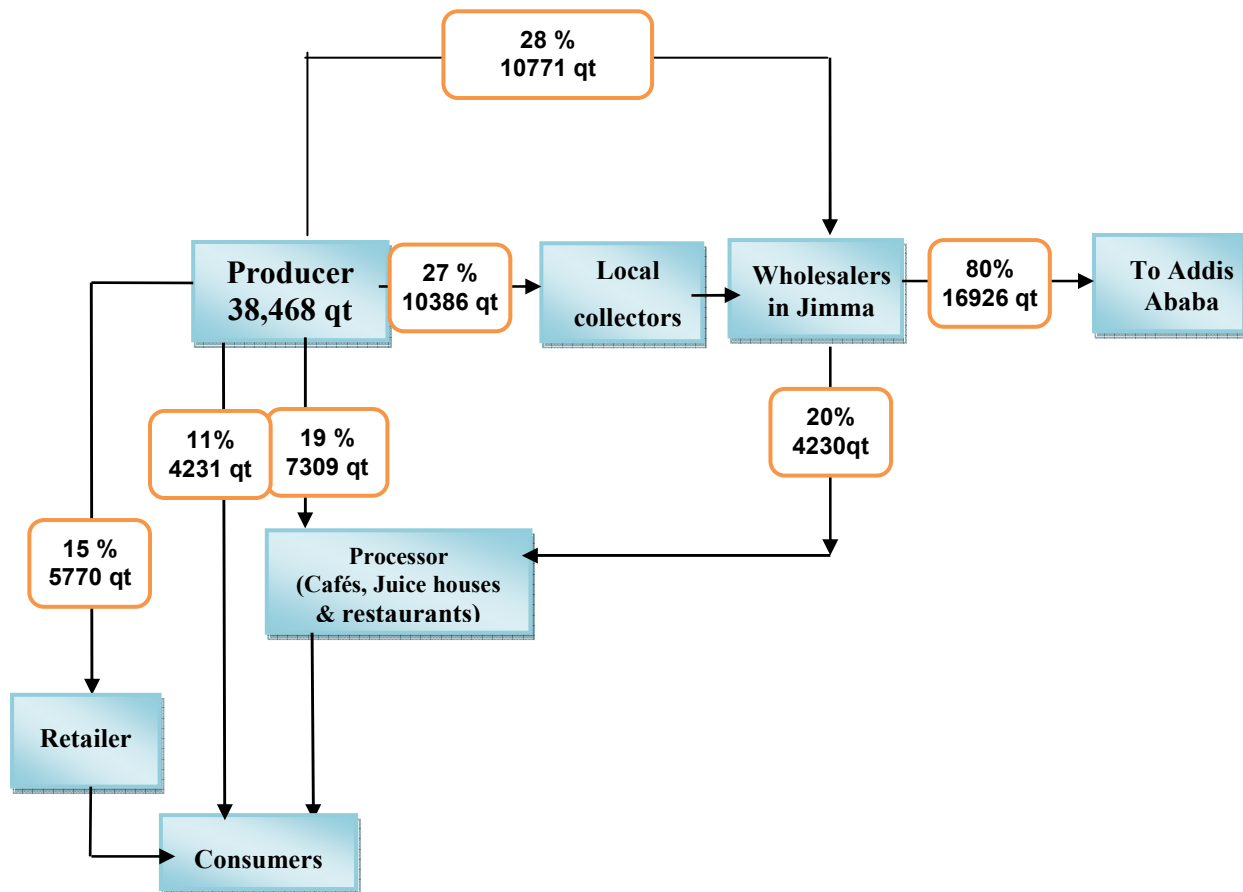 28 %
10771 qt
Producer
38,468 qt
27 %
10386 qt
Local
collectors
Wholesalers
in Jimma
80%
16926 qt
To Addis
Ababa
11%
4231 qt
19 %
7309 qt
20%
4230qt
15 %
5770 qt
Processor
(Cafés, Juice houses
& restaurants)
Retailer
Consumers